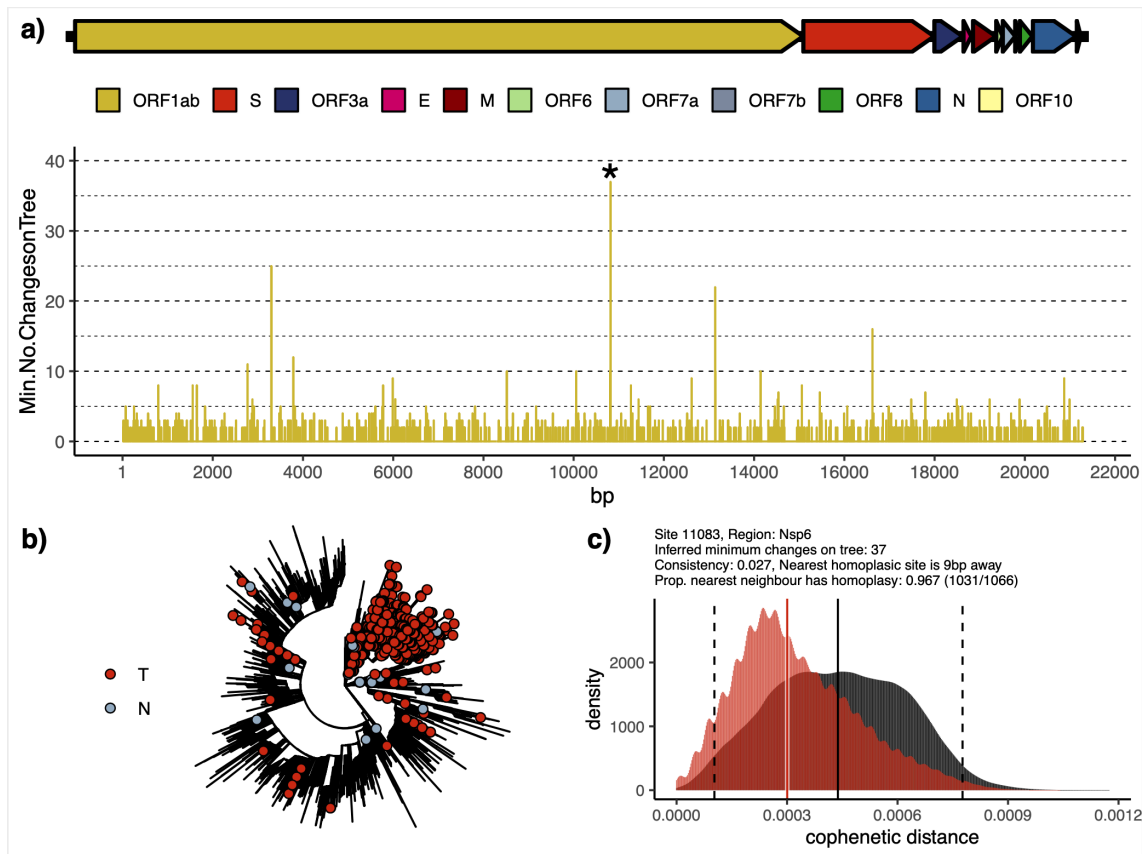 a)
ORF1ab S ORF3a E M ORF6 ORF7a ORF7b ORF8 N ORF10
Min.No.ChangesonTree
40
30
20
10
0
*
1 2000 4000 6000 8000 10000 12000 14000 16000 18000 20000 22000
bp
b)
T
N
c)
Site 11083, Region: Nsp6
Inferred minimum changes on tree: 37
Consistency: 0.027, Nearest homoplasic site is 9bp away
Prop. nearest neighbour has homoplasy: 0.967 (1031/1066)
density
2000
1000
0
0.0000 0.0003 0.0006 0.0009 0.0012
cophenetic distance